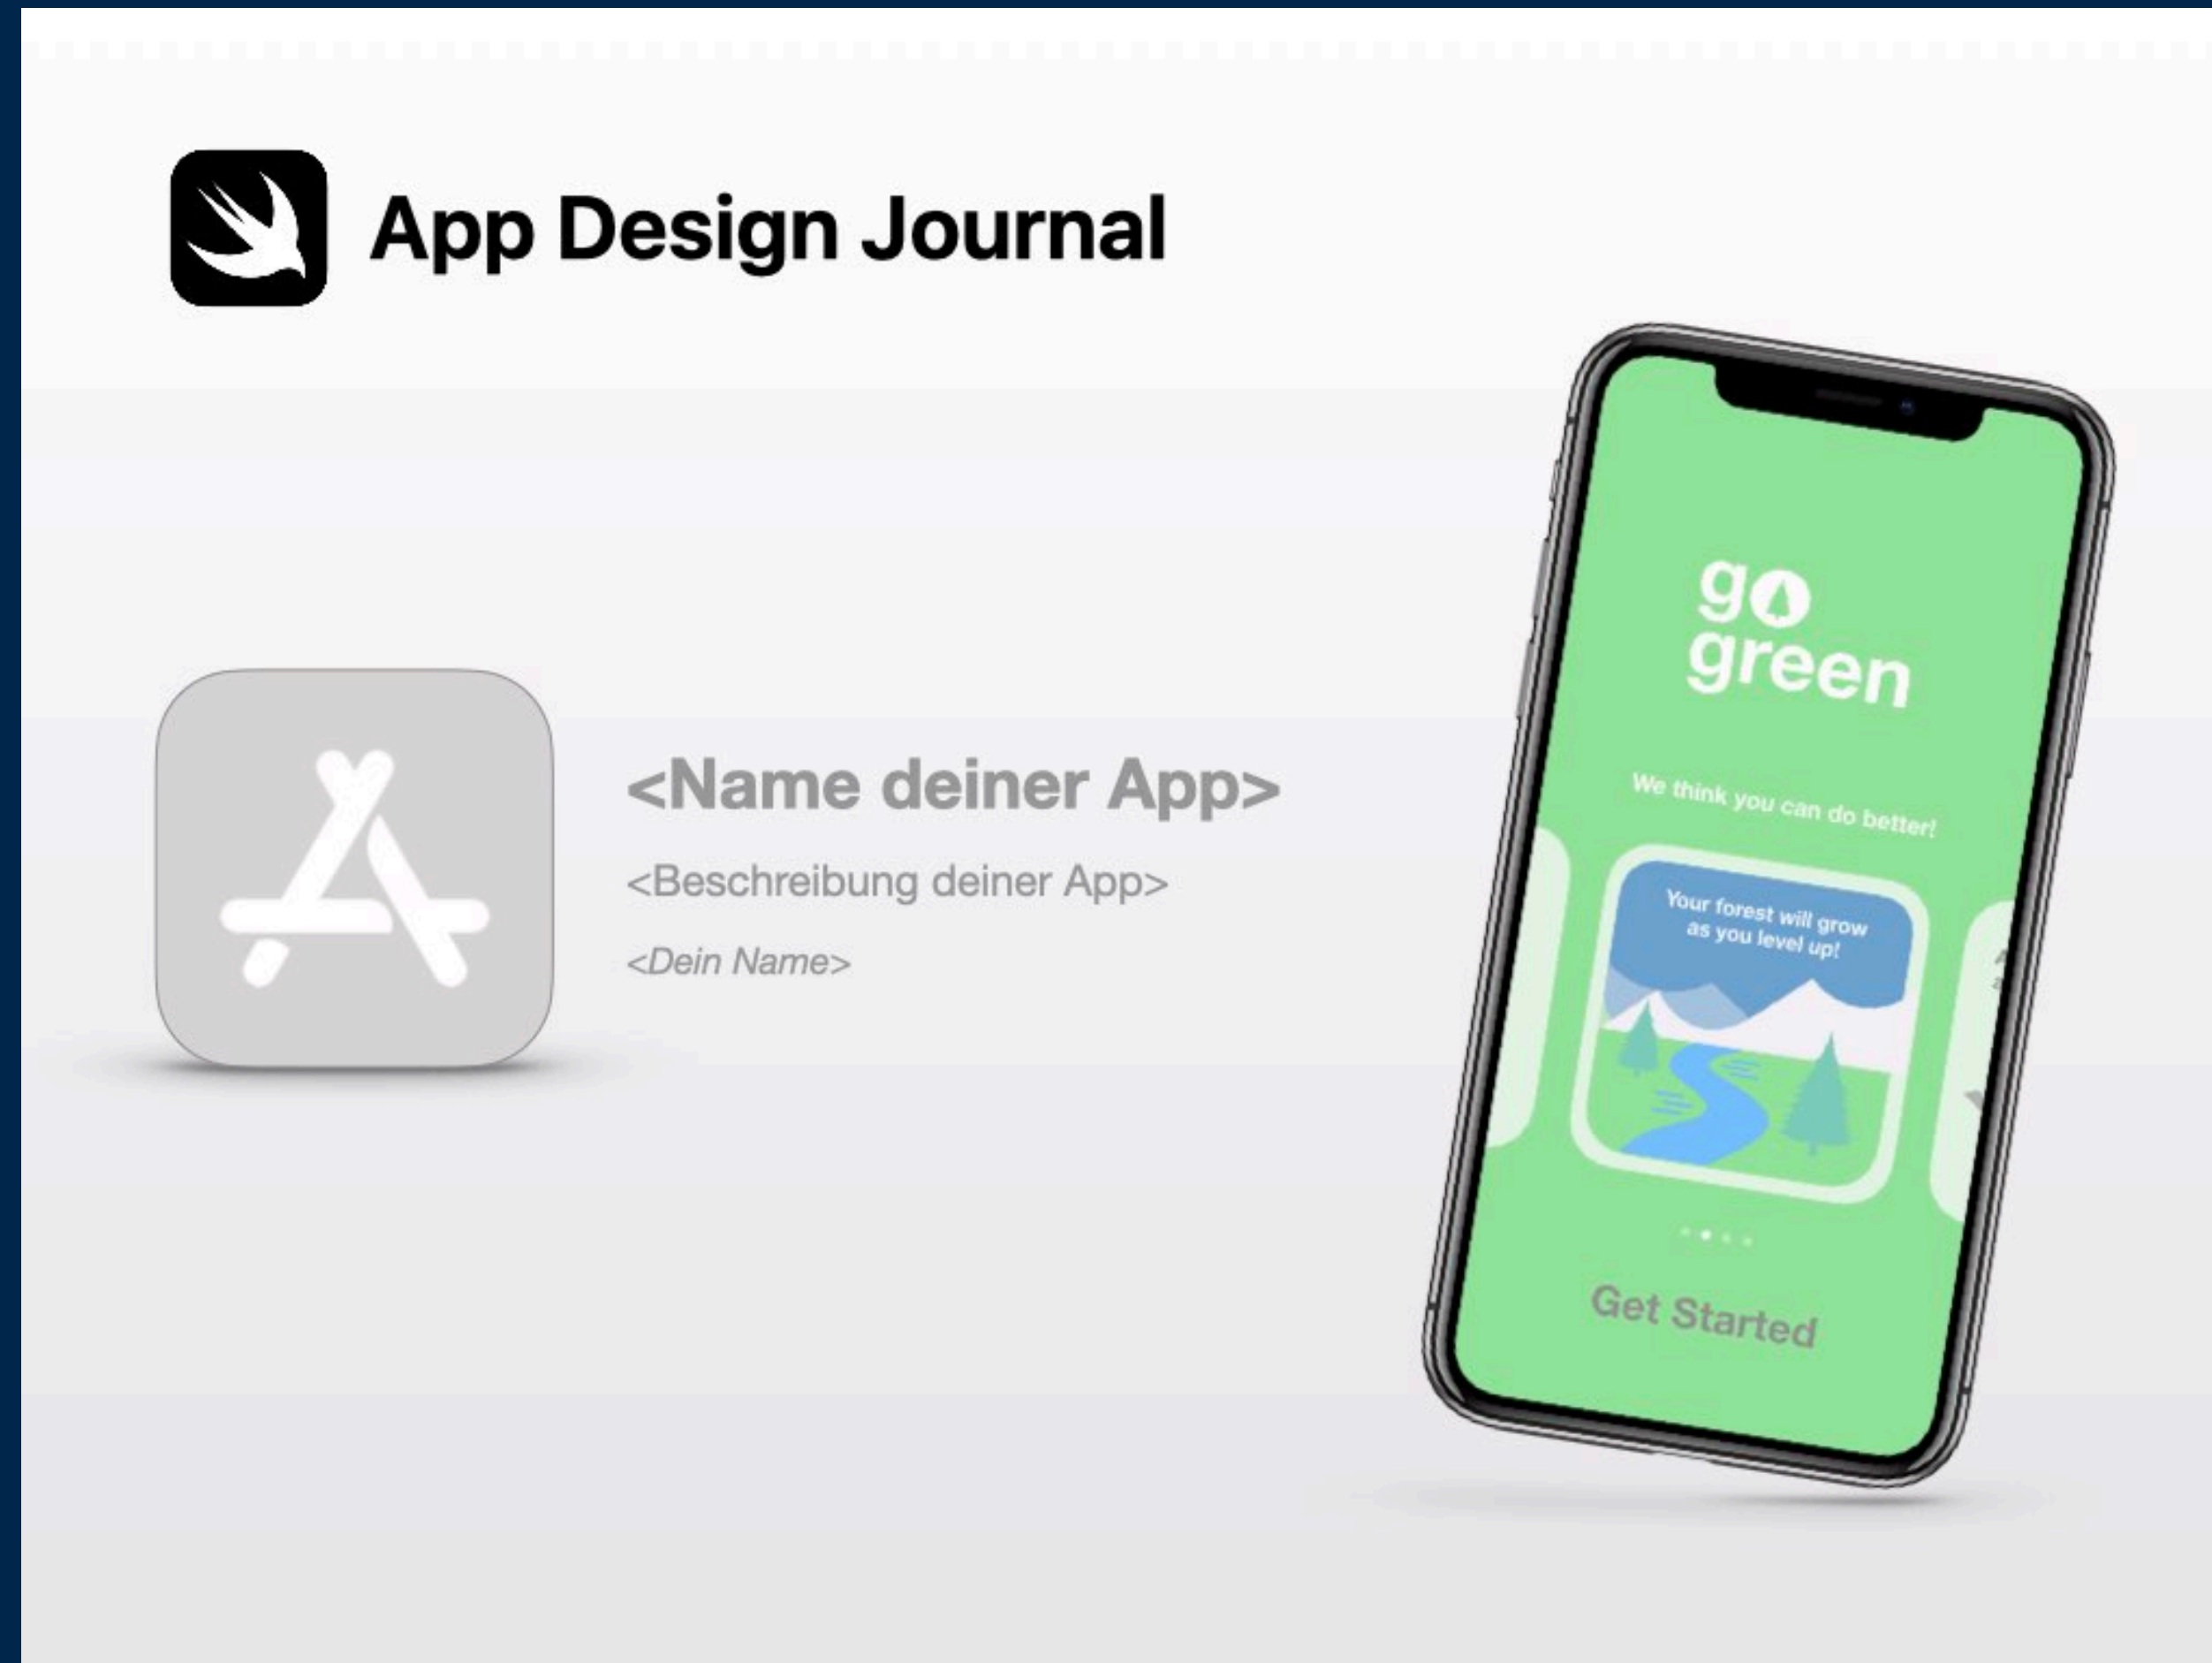 App Design Journal
<Name deiner App>
<Beschreibung deiner App>
<Dein Name>
go
green
We think you can do better!
Your forest will grow
as you level up!
Get Started